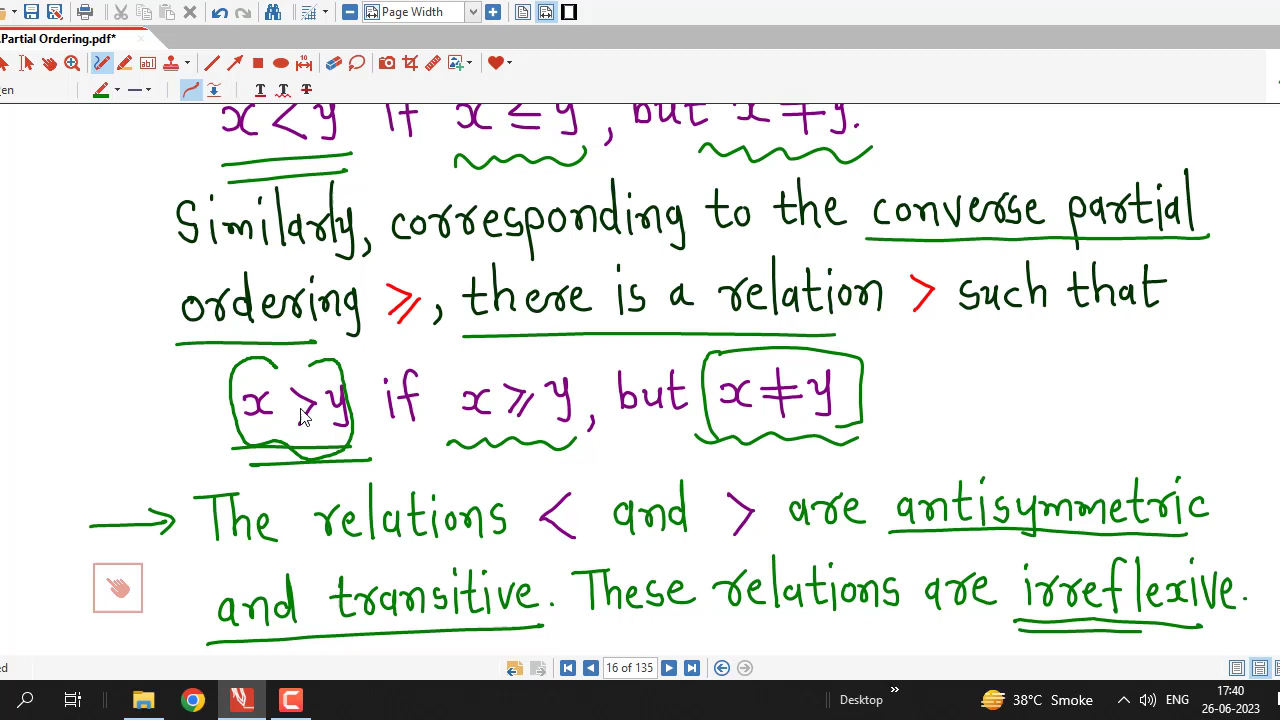 Page Width
.Partial Ordering.pdf*
en
x < y if x ≤ y, but x ≠ y.
Similarly, corresponding to the converse partial
ordering ⩾, there is a relation > such that
x > y if x ⩾ y, but x ≠ y
→ The relations < and > are antisymmetric
and transitive. These relations are irreflexive.
ed
16 of 135
Desktop » 38°C Smoke ENG 17:40
26-06-2023